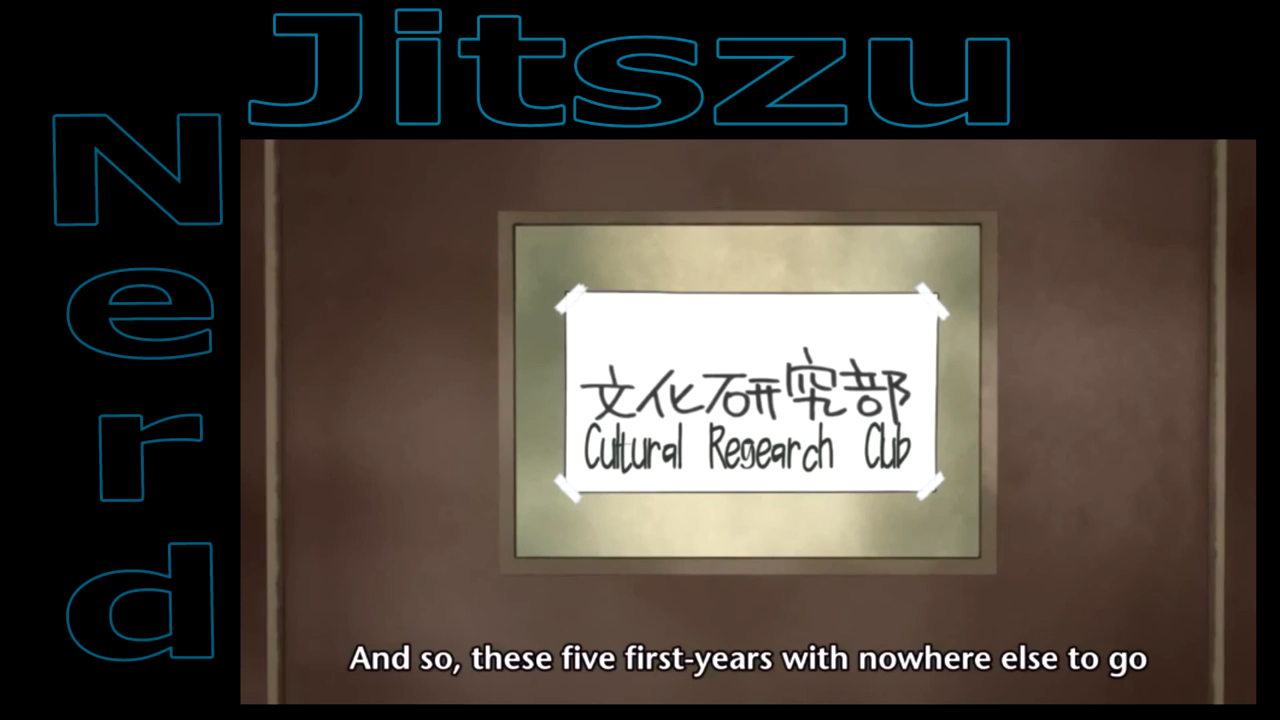 Jitszu
Nerd
文化研究部
Cultural Research Club
And so, these five first-years with nowhere else to go